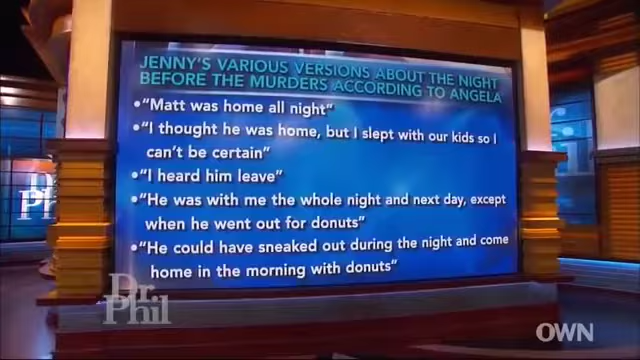 JENNY'S VARIOUS VERSIONS ABOUT THE NIGHT
BEFORE THE MURDERS ACCORDING TO ANGELA
•"Matt was home all night"
•"I thought he was home, but I slept with our kids so I
can't be certain"
•"I heard him leave"
•"He was with me the whole night and next day, except
when he went out for donuts"
•"He could have sneaked out during the night and come
home in the morning with donuts"
Dr.
Phil
Dr.
Phil
OWN